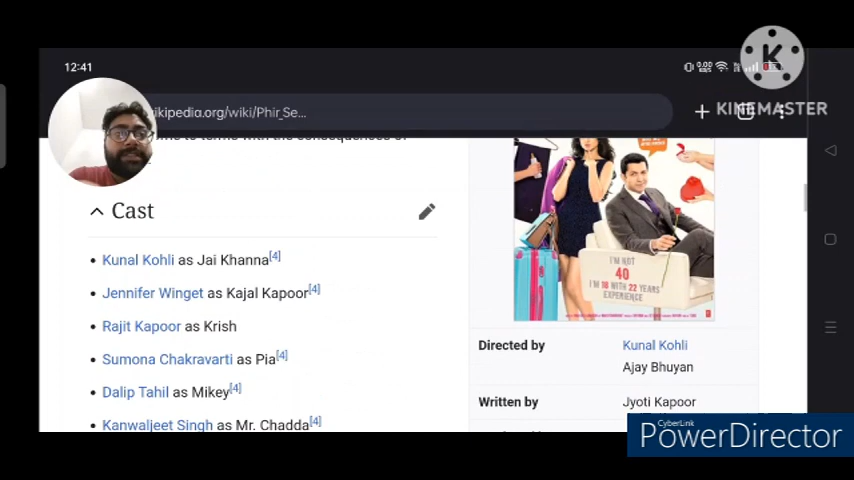 12:41
ikipedia.org/wiki/Phir_Se...
KINEMASTER
Cast
Kunal Kohli as Jai Khanna[4]
Jennifer Winget as Kajal Kapoor[4]
Rajit Kapoor as Krish
Sumona Chakravarti as Pia[4]
Dalip Tahil as Mikey[4]
Kanwaljeet Singh as Mr. Chadda[4]
I'M NOT
40
I'M 18 WITH 22 YEARS
EXPERIENCE
Directed by Kunal Kohli
Ajay Bhuyan
Written by Jyoti Kapoor
CyberLink
PowerDirector